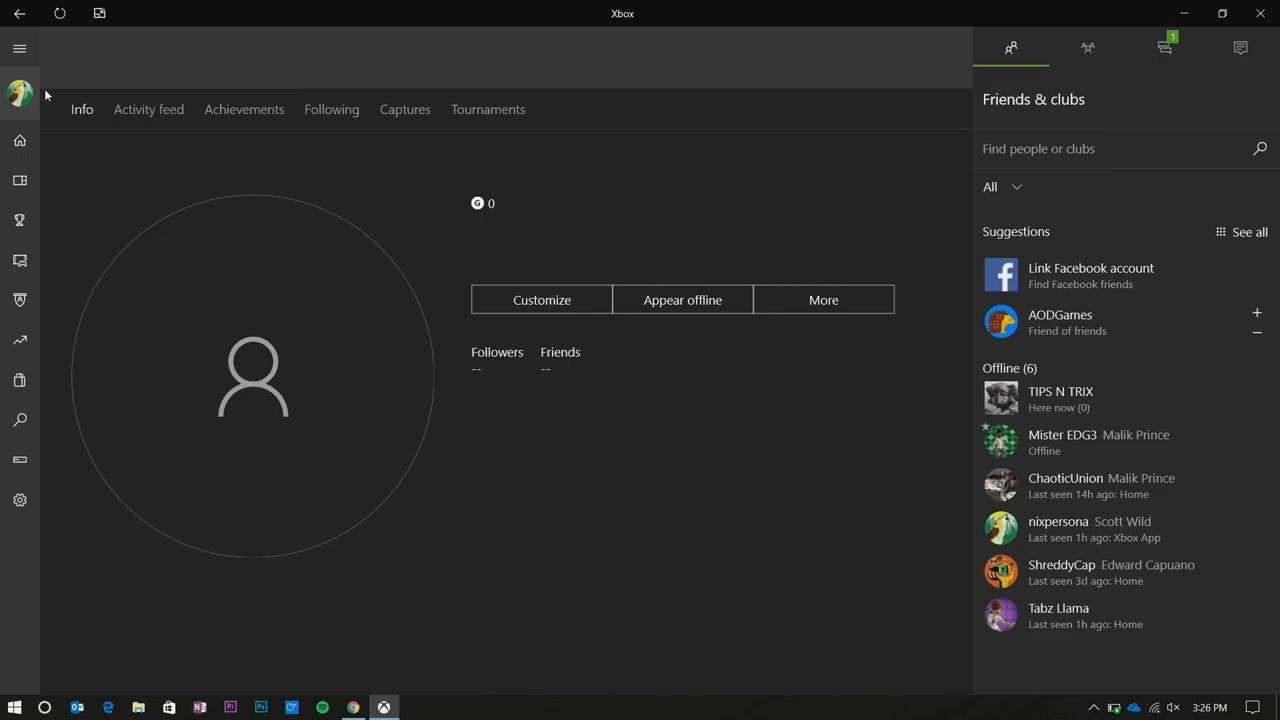 Xbox
1
Info Activity feed Achievements Following Captures Tournaments
Friends & clubs
Find people or clubs
All
G 0
Suggestions See all
Link Facebook account
Find Facebook friends
Customize Appear offline More
AODGames
Friend of friends
Followers Friends
-- --
Offline (6)
TIPS N TRIX
Here now (0)
Mister EDG3 Malik Prince
Offline
ChaoticUnion Malik Prince
Last seen 14h ago: Home
nixpersona Scott Wild
Last seen 1h ago: Xbox App
ShreddyCap Edward Capuano
Last seen 3d ago: Home
Tabz Llama
Last seen 1h ago: Home
3:26 PM